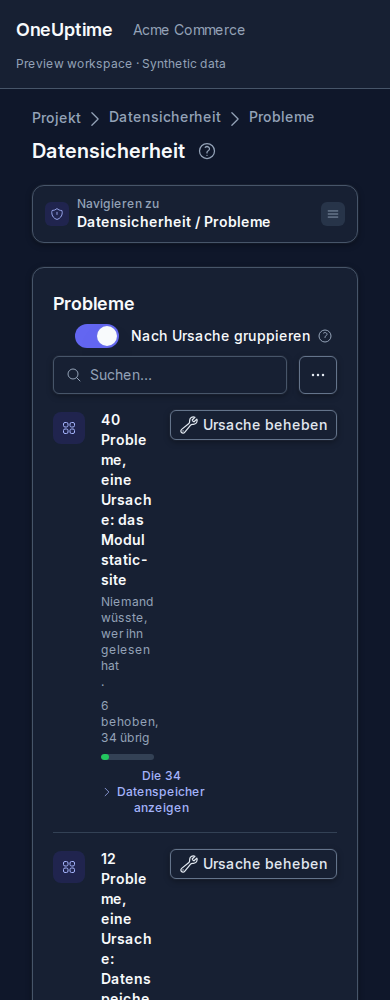 OneUptime Acme Commerce
Preview workspace · Synthetic data
Projekt Datensicherheit Probleme
Datensicherheit
Navigieren zu
Datensicherheit / Probleme
Probleme
Nach Ursache gruppieren
Suchen...
40
Proble
me,
eine
Ursach
e: das
Modul
static-
site
Ursache beheben
Niemand
wüsste,
wer ihn
gelesen
hat
·
6
behoben,
34 übrig
Die 34
Datenspeicher
anzeigen
12
Proble
me,
eine
Ursach
e:
Datens
peiche
Ursache beheben